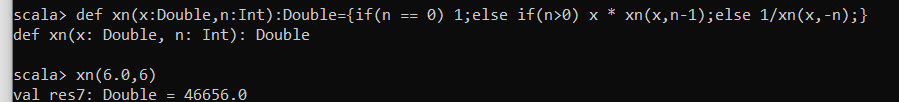 scala> def xn(x:Double,n:Int):Double={if(n == 0) 1;else if(n>0) x * xn(x,n-1);else 1/xn(x,-n);}
def xn(x: Double, n: Int): Double
scala> xn(6.0,6)
val res7: Double = 46656.0